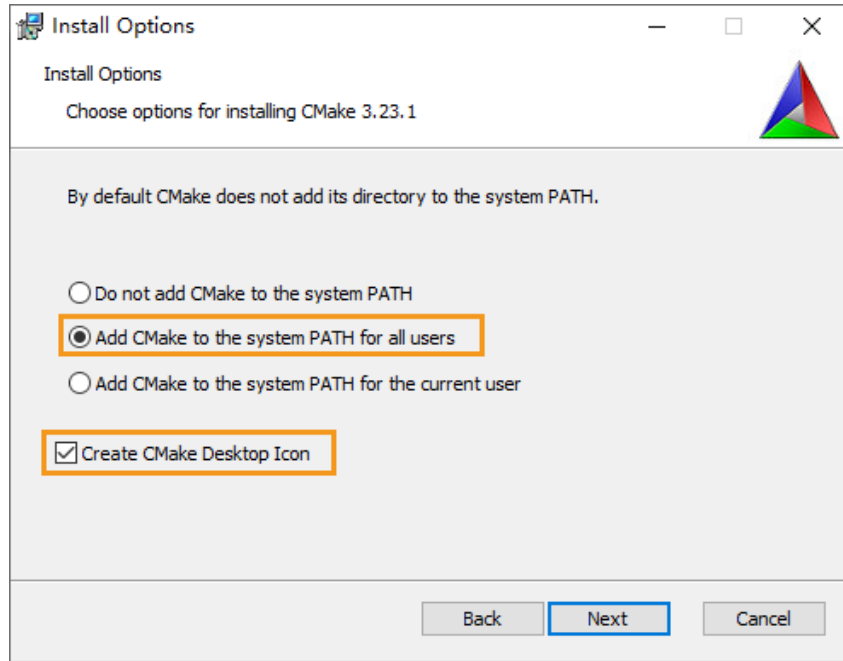 Install Options
Install Options
Choose options for installing CMake 3.23.1
By default CMake does not add its directory to the system PATH.
Do not add CMake to the system PATH
Add CMake to the system PATH for all users
Add CMake to the system PATH for the current user
Create CMake Desktop Icon
Back Next Cancel